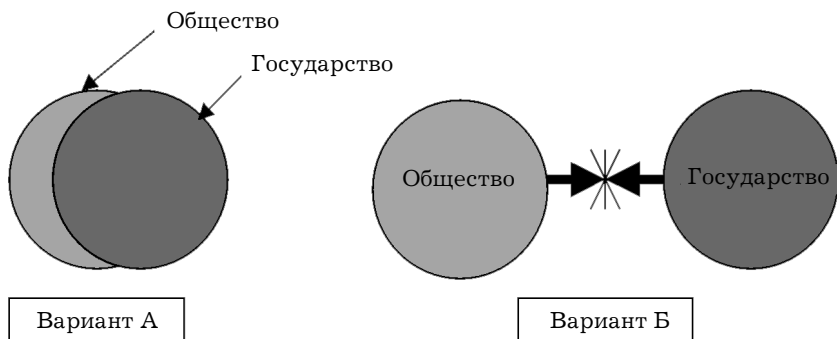 Общество
Государство
Общество
Государство
Вариант А
Вариант Б